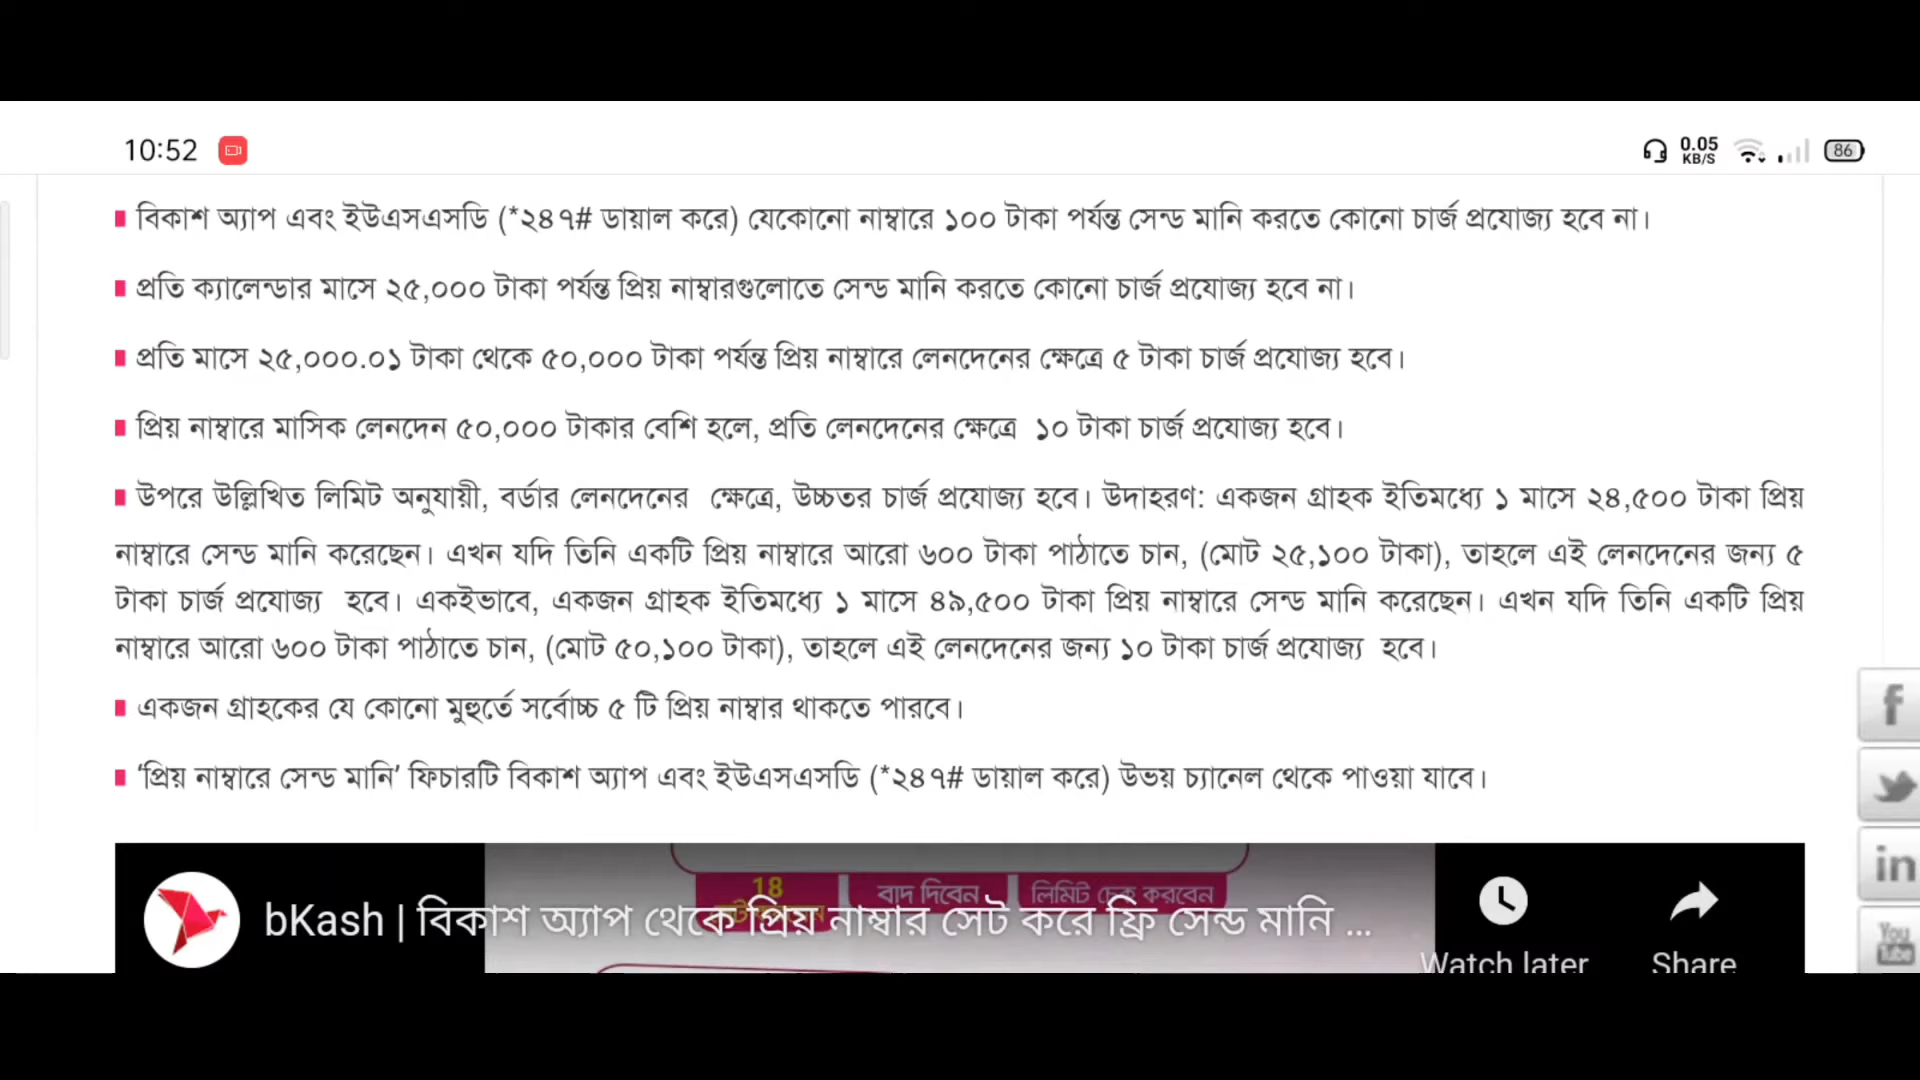 10:52
0.05
KB/S
86
বিকাশ অ্যাপ এবং ইউএসএসডি (*২৪৭# ডায়াল করে) যেকোনো নাম্বারে ১০০ টাকা পর্যন্ত সেন্ড মানি করতে কোনো চার্জ প্রযোজ্য হবে না।
প্রতি ক্যালেন্ডার মাসে ২৫,০০০ টাকা পর্যন্ত প্রিয় নাম্বারগুলোতে সেন্ড মানি করতে কোনো চার্জ প্রযোজ্য হবে না।
প্রতি মাসে ২৫,০০০.০১ টাকা থেকে ৫০,০০০ টাকা পর্যন্ত প্রিয় নাম্বারে লেনদেনের ক্ষেত্রে ৫ টাকা চার্জ প্রযোজ্য হবে।
প্রিয় নাম্বারে মাসিক লেনদেন ৫০,০০০ টাকার বেশি হলে, প্রতি লেনদেনের ক্ষেত্রে ১০ টাকা চার্জ প্রযোজ্য হবে।
উপরে উল্লিখিত লিমিট অনুযায়ী, বর্ডার লেনদেনের ক্ষেত্রে, উচ্চতর চার্জ প্রযোজ্য হবে। উদাহরণ: একজন গ্রাহক ইতিমধ্যে ১ মাসে ২৪,৫০০ টাকা প্রিয়
নাম্বারে সেন্ড মানি করেছেন। এখন যদি তিনি একটি প্রিয় নাম্বারে আরো ৬০০ টাকা পাঠাতে চান, (মোট ২৫,১০০ টাকা), তাহলে এই লেনদেনের জন্য ৫
টাকা চার্জ প্রযোজ্য হবে। একইভাবে, একজন গ্রাহক ইতিমধ্যে ১ মাসে ৪৯,৫০০ টাকা প্রিয় নাম্বারে সেন্ড মানি করেছেন। এখন যদি তিনি একটি প্রিয়
নাম্বারে আরো ৬০০ টাকা পাঠাতে চান, (মোট ৫০,১০০ টাকা), তাহলে এই লেনদেনের জন্য ১০ টাকা চার্জ প্রযোজ্য হবে।
একজন গ্রাহকের যে কোনো মুহুর্তে সর্বোচ্চ ৫ টি প্রিয় নাম্বার থাকতে পারবে।
‘প্রিয় নাম্বারে সেন্ড মানি’ ফিচারটি বিকাশ অ্যাপ এবং ইউএসএসডি (*২৪৭# ডায়াল করে) উভয় চ্যানেল থেকে পাওয়া যাবে।
18
বাদ দিবেন
লিমিট চেক করবেন
bKash | বিকাশ অ্যাপ থেকে প্রিয় নাম্বার সেট করে ফ্রি সেন্ড মানি ...
Watch later
Share
f
in
You
Tube